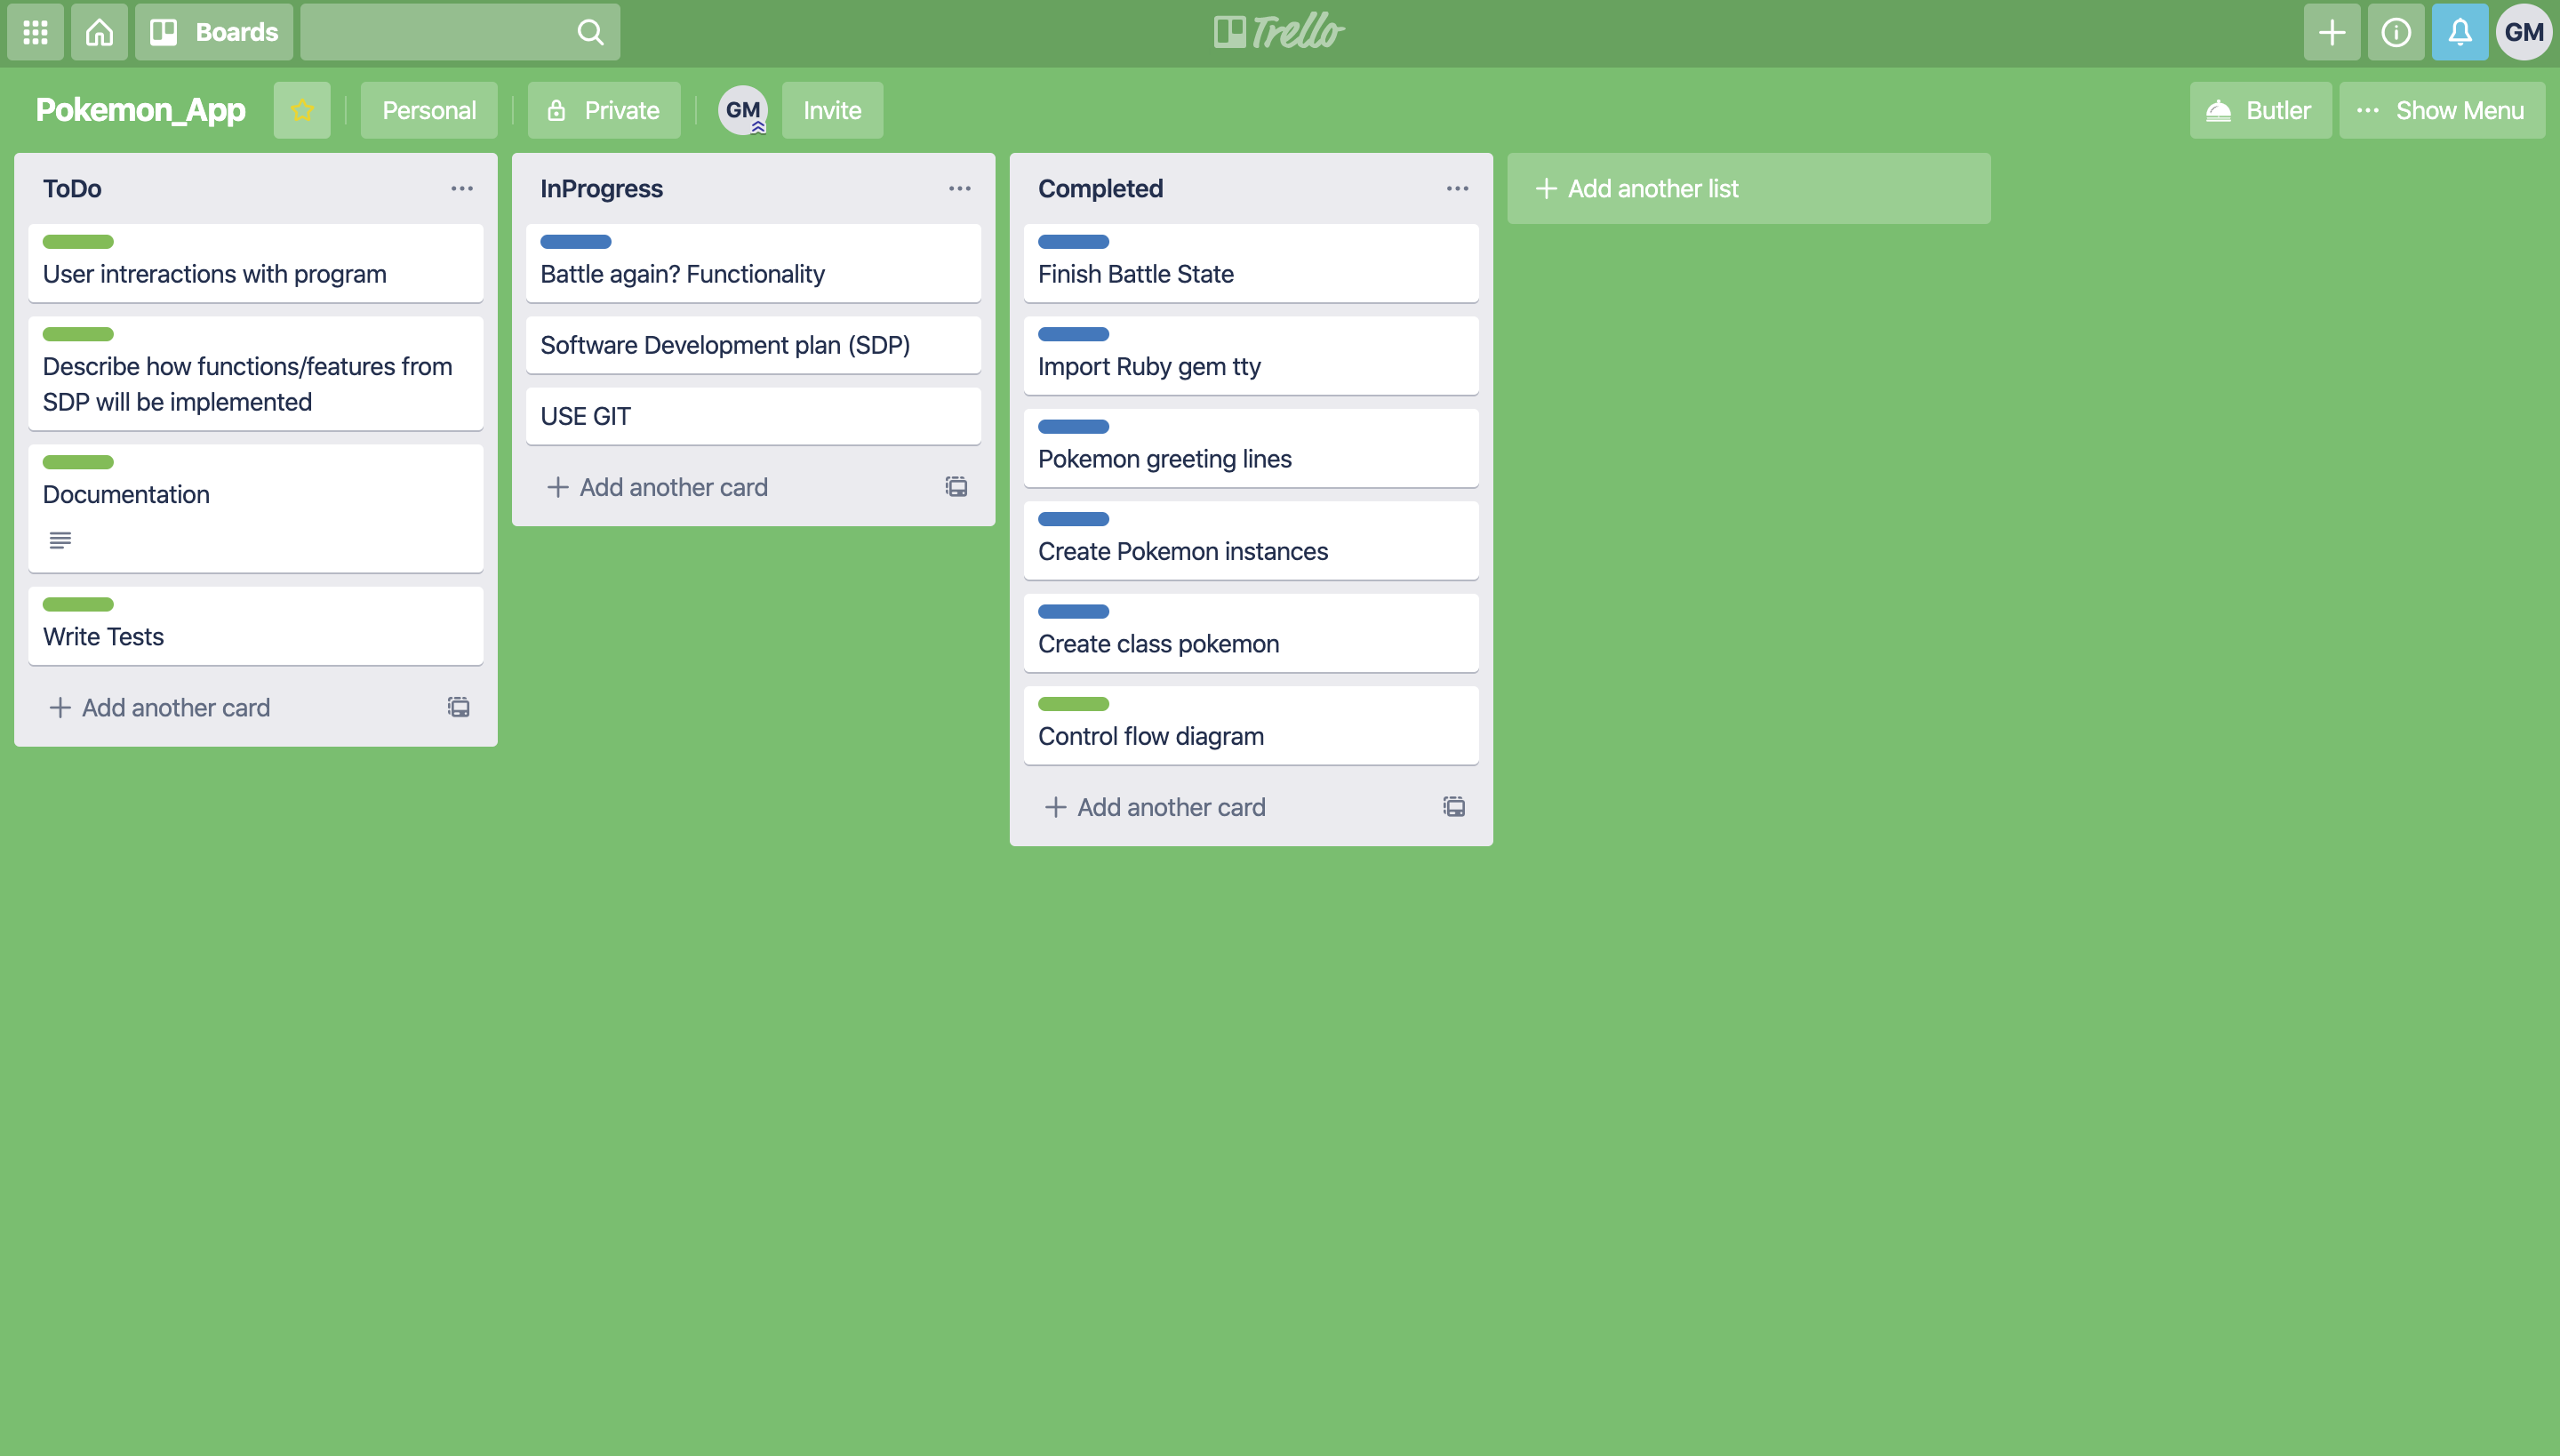 Boards
Trello
GM
Pokemon_App
Personal
Private
GM
Invite
Butler
Show Menu
ToDo
User intreractions with program
Describe how functions/features from
SDP will be implemented
Documentation
Write Tests
Add another card
InProgress
Battle again? Functionality
Software Development plan (SDP)
USE GIT
Add another card
Completed
Finish Battle State
Import Ruby gem tty
Pokemon greeting lines
Create Pokemon instances
Create class pokemon
Control flow diagram
Add another card
Add another list